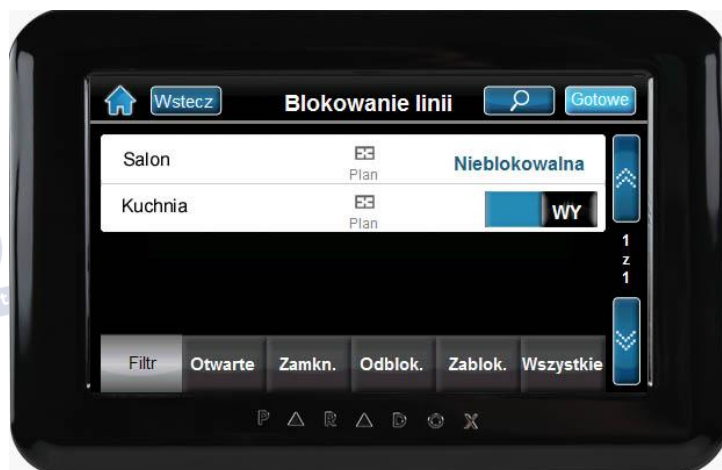 Wstecz Blokowanie linii Gotowe
Salon Plan Nieblokowalna
Kuchnia Plan WY
1
z
1
Filtr Otwarte Zamkn. Odblok. Zablok. Wszystkie
PARADOX